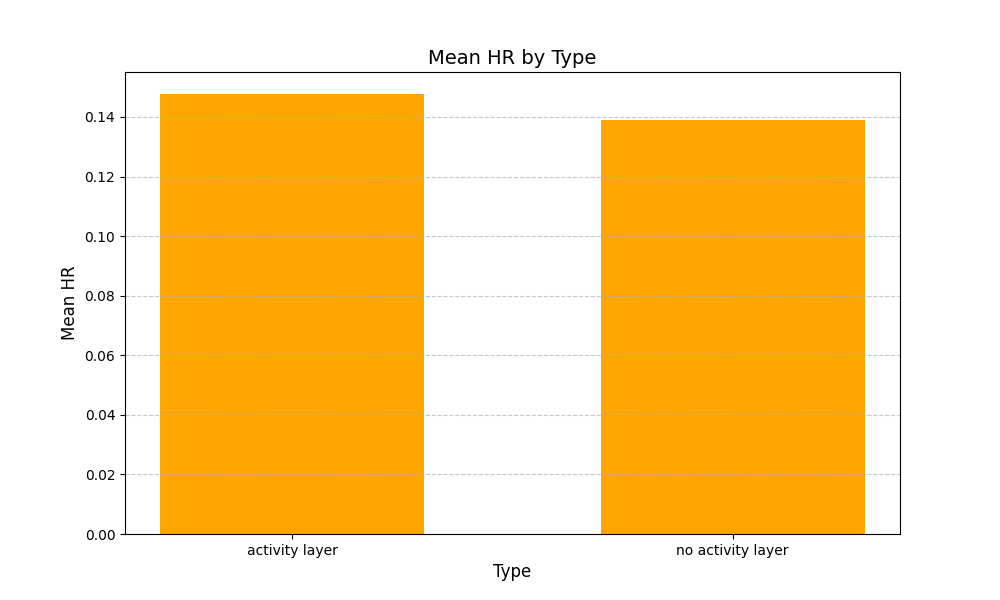 Mean HR by Type
Mean HR
0.14
0.12
0.10
0.08
0.06
0.04
0.02
0.00
activity layer
no activity layer
Type